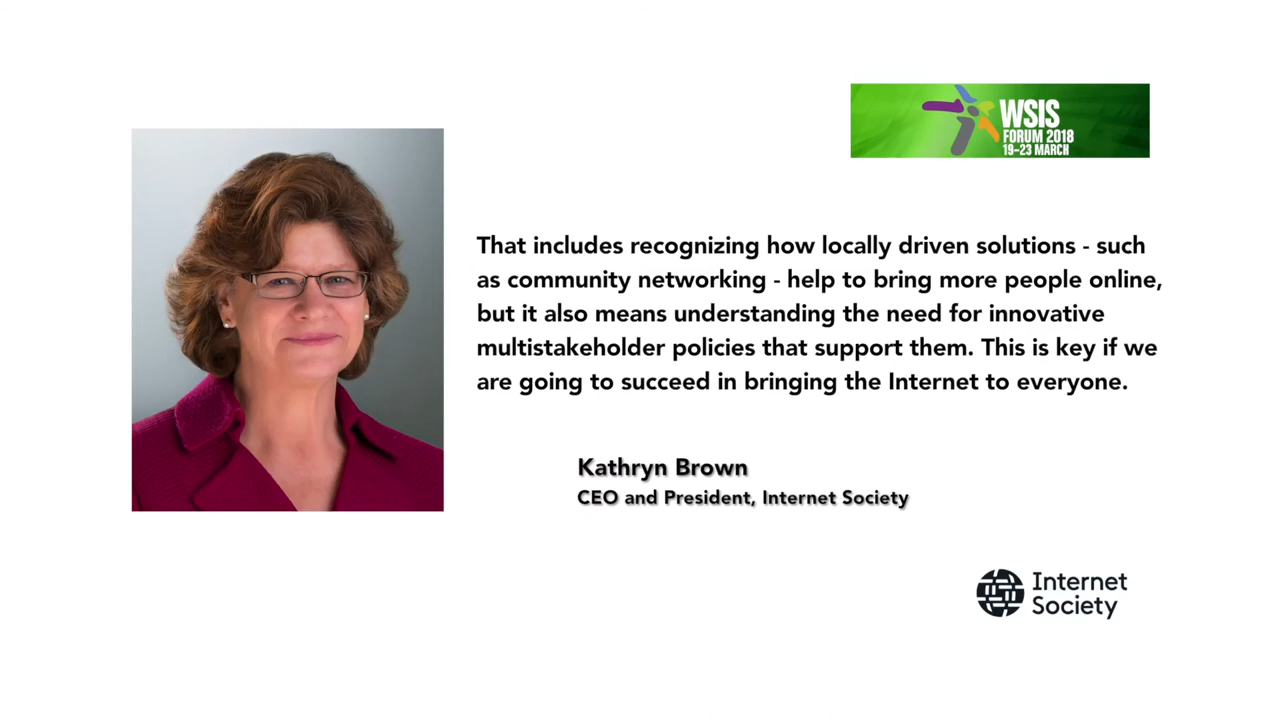 WSIS
FORUM 2018
19-23 MARCH
That includes recognizing how locally driven solutions - such
as community networking - help to bring more people online,
but it also means understanding the need for innovative
multistakeholder policies that support them. This is key if we
are going to succeed in bringing the Internet to everyone.
Kathryn Brown
CEO and President, Internet Society
Internet
Society